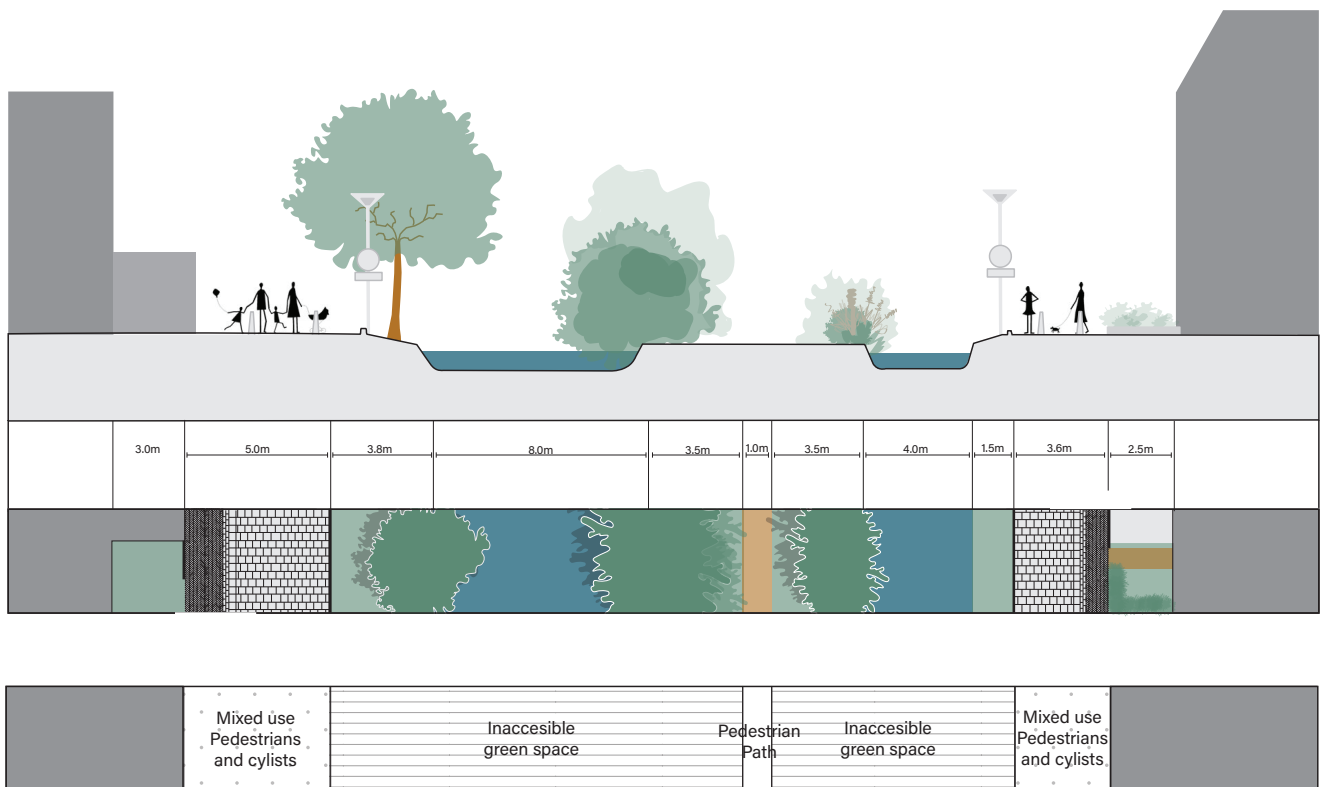 3.0m
5.0m
3.8m
8.0m
3.5m
1.0m
3.5m
4.0m
1.5m
3.6m
2.5m
Mixed use
Pedestrians
and cylists
Inaccesible
green space
Pedestrian
Path
Inaccesible
green space
Mixed use
Pedestrians
and cylists